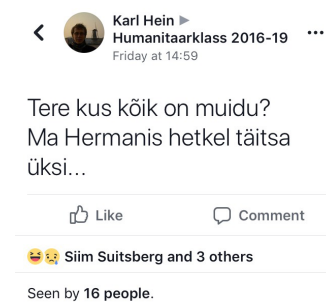 Karl Hein ▶
Humanitaarklass 2016-19
Friday at 14:59
Tere kus kõik on muidu?
Ma Hermanis hetkel täitsa
üksi...
Like
Comment
Siim Suitsberg and 3 others
Seen by 16 people.